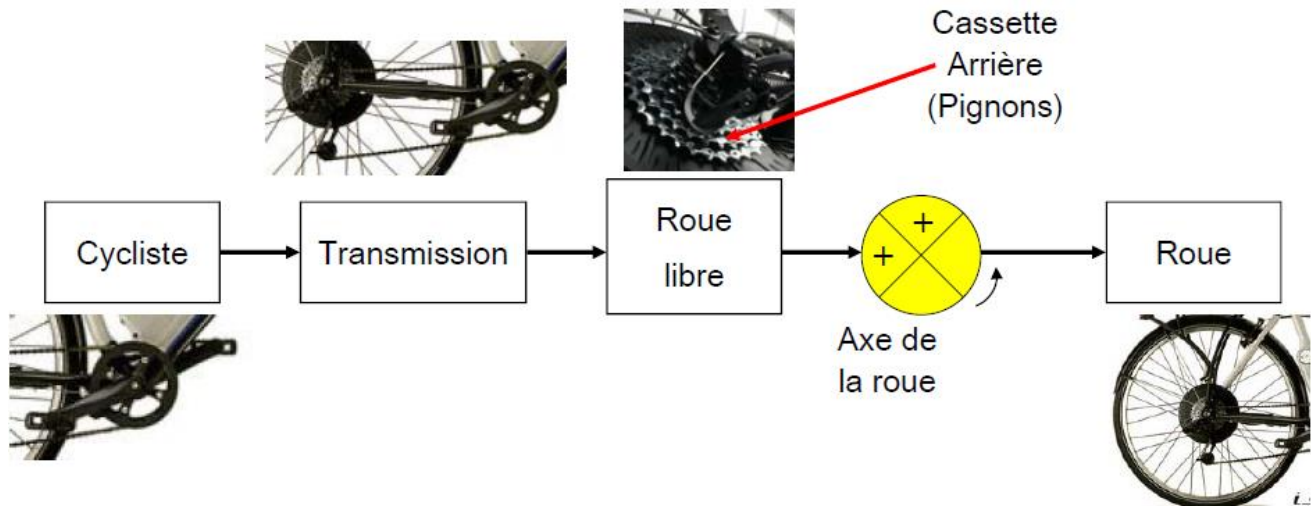 Cassette
Arrière
(Pignons)
Cycliste
Transmission
Roue
libre
+
+
Roue
Axe de
la roue